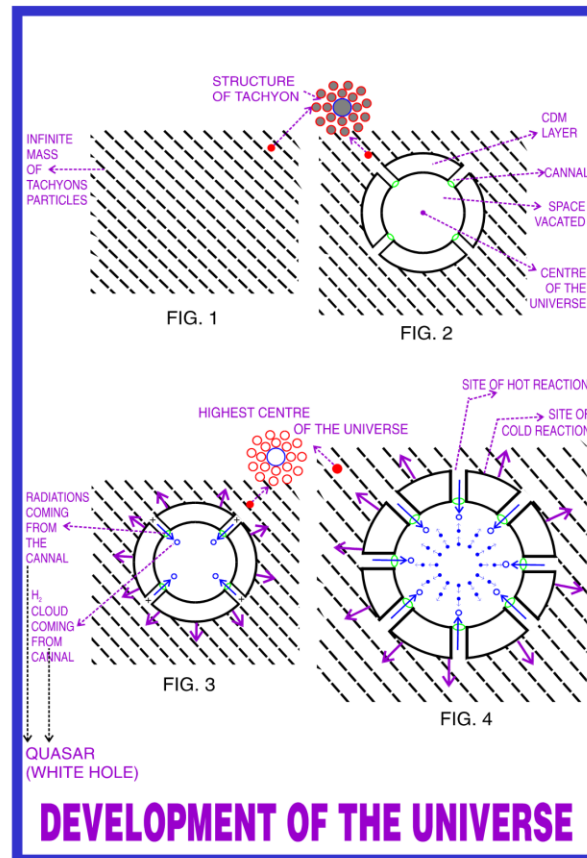 STRUCTURE
OF TACHYON
INFINITE
MASS
OF
TACHYONS
PARTICLES
CDM
LAYER
CANNAL
SPACE
VACATED
CENTRE
OF THE
UNIVERSE
FIG. 1
FIG. 2
SITE OF HOT REACTION
SITE OF
COLD REACTION
HIGHEST CENTRE
OF THE UNIVERSE
RADIATIONS
COMING
FROM
THE
CANNAL
H₂
CLOUD
COMING
FROM
CANNAL
FIG. 3
FIG. 4
QUASAR
(WHITE HOLE)
DEVELOPMENT OF THE UNIVERSE